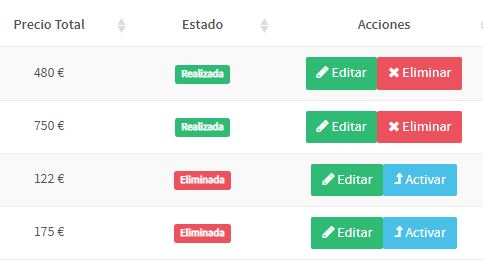 Precio Total Estado Acciones
480 € Realizada Editar Eliminar
750 € Realizada Editar Eliminar
122 € Eliminada Editar Activar
175 € Eliminada Editar Activar